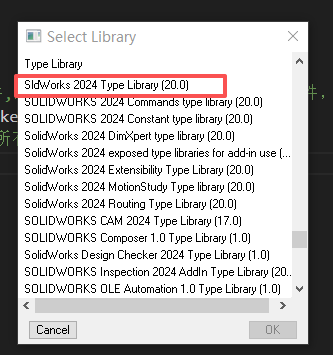 Select Library
Type Library
SldWorks 2024 Type Library (20.0)
SOLIDWORKS 2024 Commands type library (20.0)
SOLIDWORKS 2024 Constant type library (20.0)
SolidWorks 2024 DimXpert type library (20.0)
SolidWorks 2024 exposed type libraries for add-in use (...
SOLIDWORKS 2024 Extensibility Type Library (20.0)
SOLIDWORKS 2024 MotionStudy Type Library (20.0)
SOLIDWORKS 2024 Routing Type Library (20.0)
SOLIDWORKS CAM 2024 Type Library (17.0)
SOLIDWORKS Composer 1.0 Type Library (1.0)
SolidWorks Design Checker 2024 Type Library (1.0)
SOLIDWORKS Inspection 2024 AddIn Type Library (20.0)
SOLIDWORKS OLE Automation 1.0 Type Library (1.0)
Cancel
OK
件，
ke
所